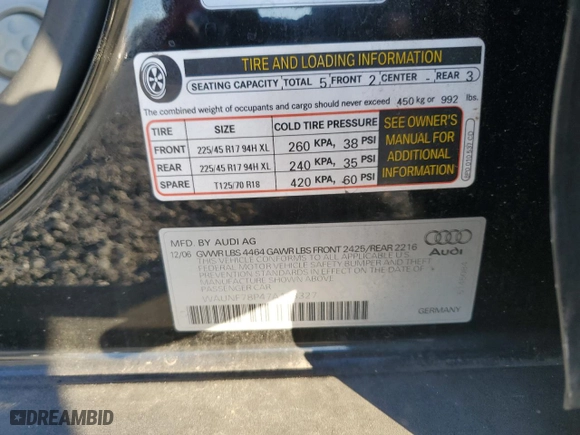 TIRE AND LOADING INFORMATION
SEATING CAPACITY TOTAL 5 FRONT 2 CENTER - REAR 3
The combined weight of occupants and cargo should never exceed 450 kg or 992 lbs.
TIRE SIZE COLD TIRE PRESSURE
FRONT 225/45 R17 94H XL 260 KPA, 38 PSI
REAR 225/45 R17 94H XL 240 KPA, 35 PSI
SPARE T125/70 R18 420 KPA, 60 PSI
SEE OWNER'S
MANUAL FOR
ADDITIONAL
INFORMATION
MFD. BY AUDI AG
12/06 GVWR LBS 4464 GAWR LBS FRONT 2425/REAR 2216
THIS VEHICLE CONFORMS TO ALL APPLICABLE U.S.
FEDERAL MOTOR VEHICLE SAFETY BUMPER AND THEFT
PREVENTION STANDARDS IN EFFECT ON THE DATE OF
MANUFACTURE SHOWN ABOVE
PASSENGER CAR
Audi
GERMANY
DREAMBID